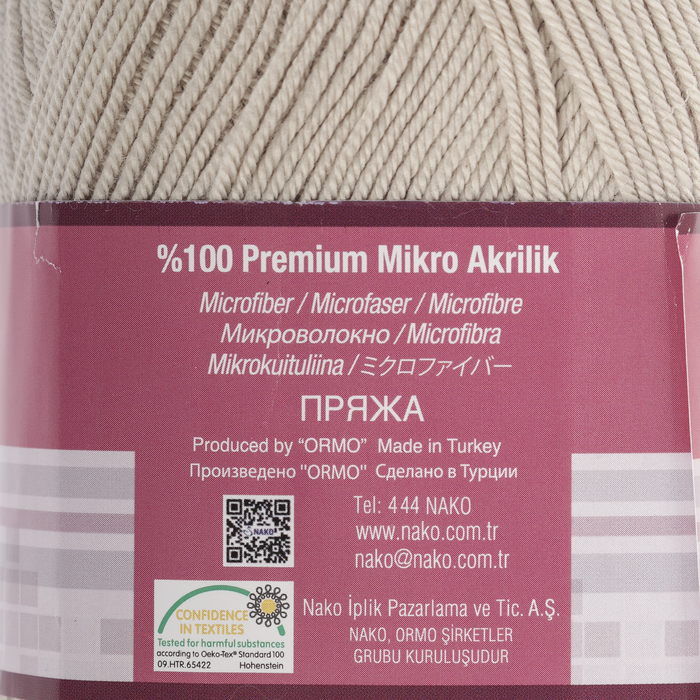 %100 Premium Mikro Akrilik
Microfiber / Microfaser / Microfibre
Микроволокно / Microfibra
Mikrokuituliina / ミクロファイバー
ПРЯЖА
Produced by “ORMO” Made in Turkey
Произведено "ORMO" Сделано в Турции
NAKO
Tel: 444 NAKO
www.nako.com.tr
nako@nako.com.tr
CONFIDENCE
IN TEXTILES
Tested for harmful substances
according to Oeko-Tex® Standard 100
09.HTR.65422 Hohenstein
Nako İplik Pazarlama ve Tic. A.Ş.
NAKO, ORMO ŞİRKETLER
GRUBU KURULUŞUDUR